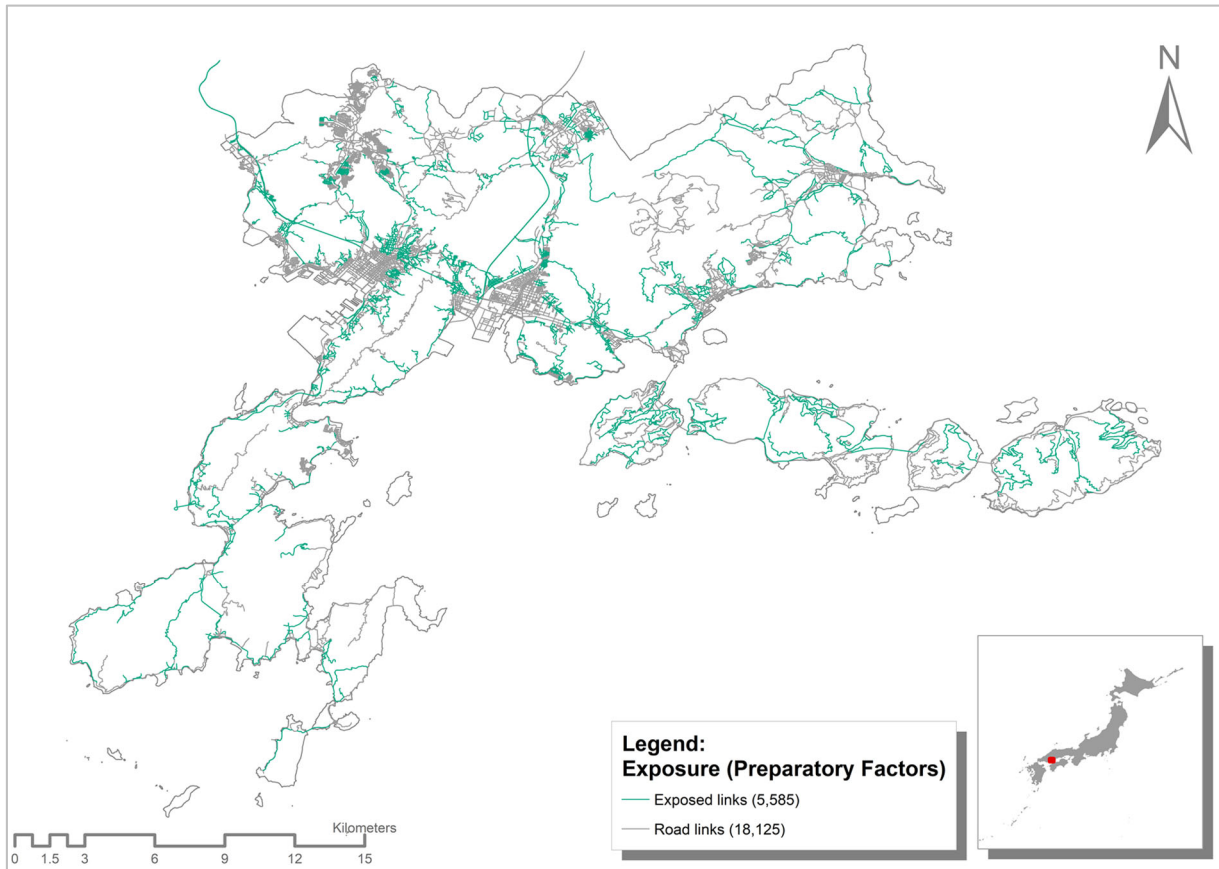 N
Legend:
Exposure (Preparatory Factors)
Exposed links (5,585)
Road links (18,125)
Kilometers
0 1.5 3 6 9 12 15